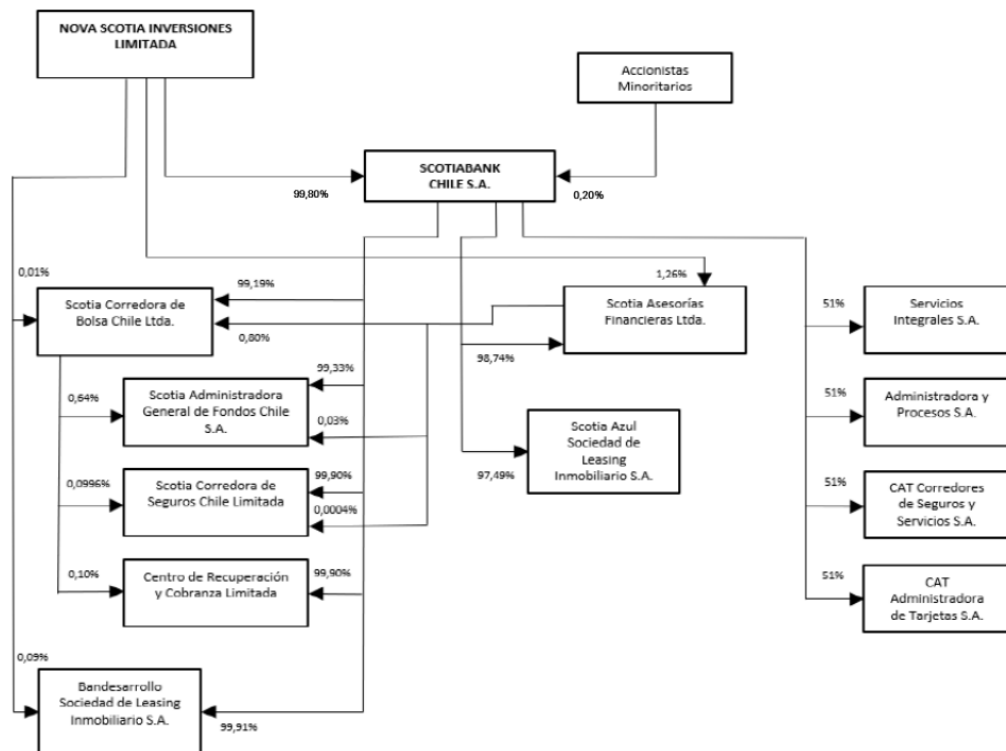 NOVA SCOTIA INVERSIONES
LIMITADA
Accionistas
Minoritarios
SCOTIABANK
CHILE S.A.
99,80%
0,20%
0,01%
99,19%
1,26%
Scotia Corredora de
Bolsa Chile Ltda.
0,80%
Scotia Asesorías
Financieras Ltda.
98,74%
51%
Servicios
Integrales S.A.
99,33%
0,64%
Scotia Administradora
General de Fondos Chile
S.A.
0,03%
51%
Administradora y
Procesos S.A.
Scotia Azul
Sociedad de
Leasing
Inmobiliario S.A.
97,49%
0,0996%
Scotia Corredora de
Seguros Chile Limitada
99,90%
0,0004%
51%
CAT Corredores
de Seguros y
Servicios S.A.
0,10%
Centro de Recuperación
y Cobranza Limitada
99,90%
51%
CAT
Administradora
de Tarjetas S.A.
0,09%
Bandesarrollo
Sociedad de Leasing
Inmobiliario S.A.
99,91%